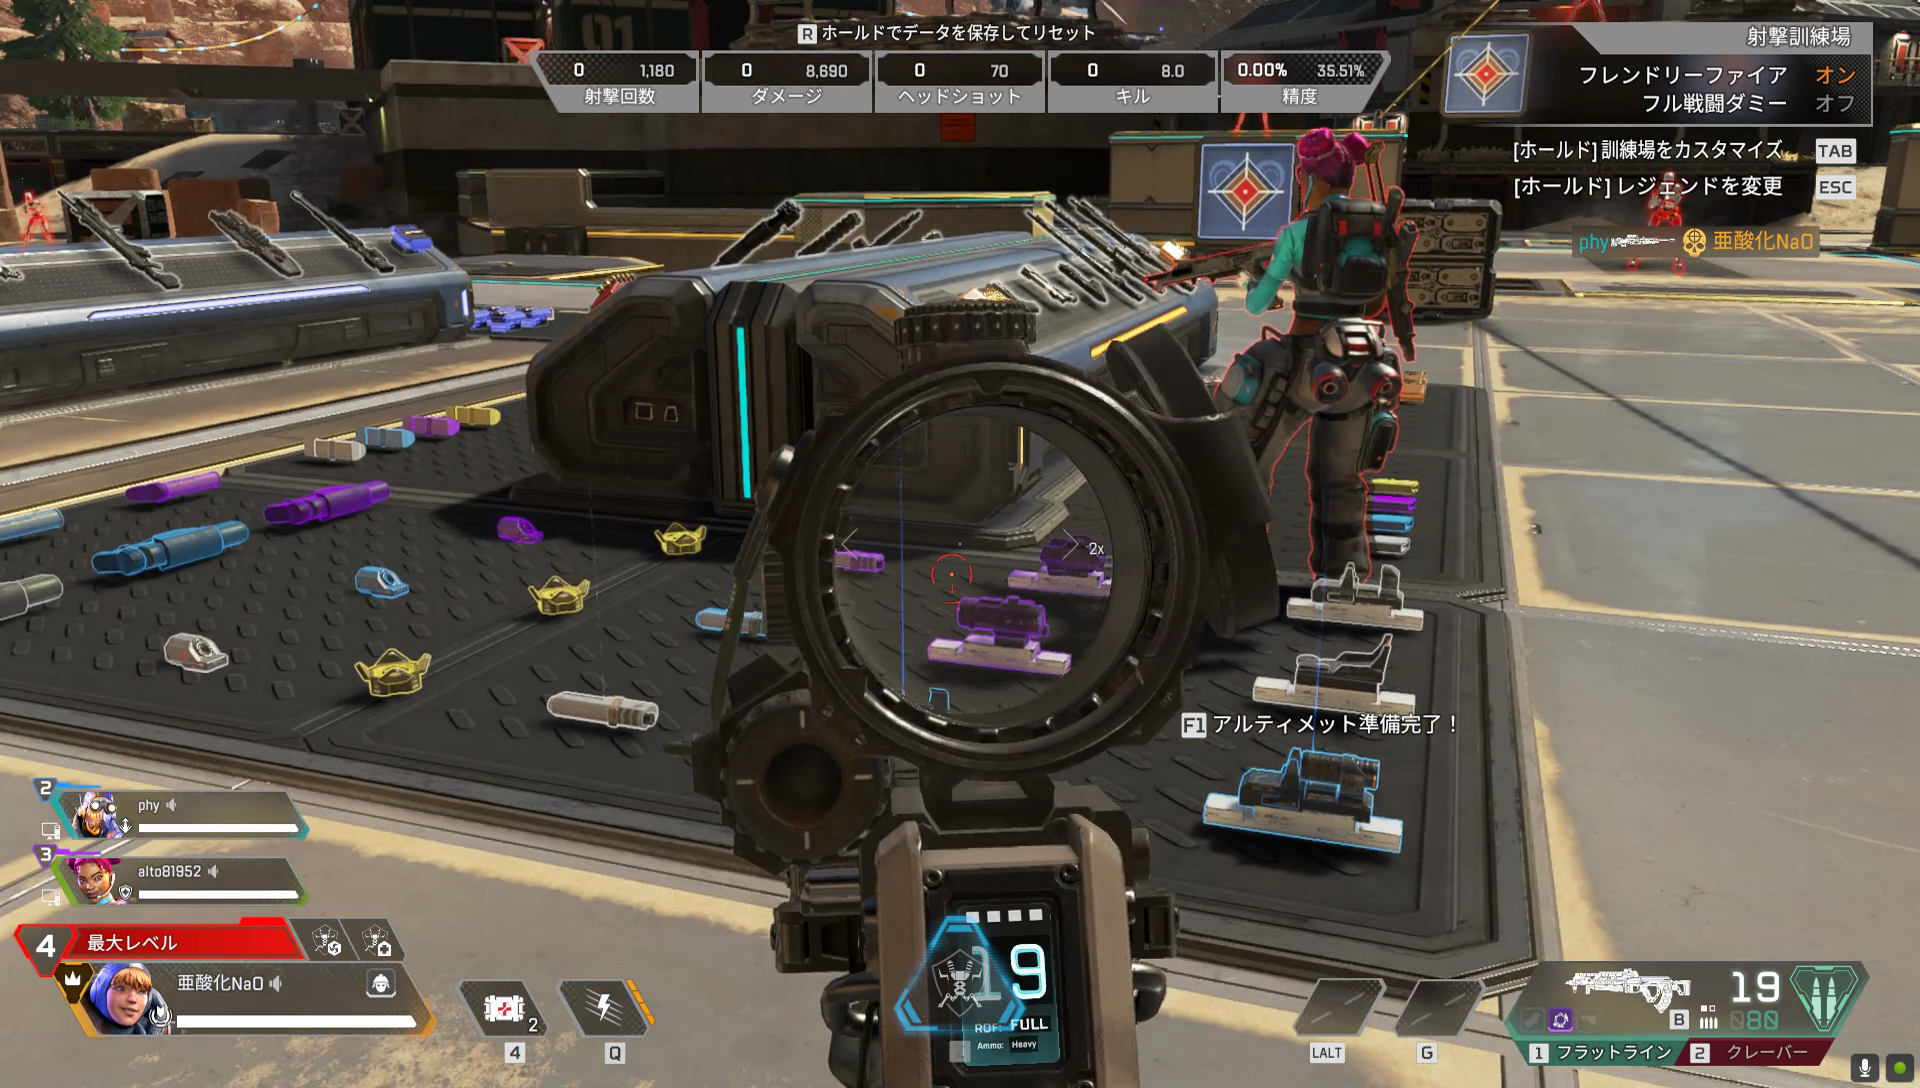 01
R ホールドでデータを保存してリセット
0 1,180
射撃回数
0 8,690
ダメージ
0 70
ヘッドショット
0 8.0
キル
0.00% 35.51%
精度
射撃訓練場
フレンドリーファイア オン
フル戦闘ダミー オフ
[ホールド]訓練場をカスタマイズ TAB
[ホールド]レジェンドを変更 ESC
phy 亜酸化NaO
2x
F1 アルティメット準備完了！
2
phy
3
alto81952
4 最大レベル
亜酸化NaO
2
4
Q
19
ROF: FULL
Ammo: Heavy
LALT
G
19
B 080
1 フラットライン 2 クレーバー